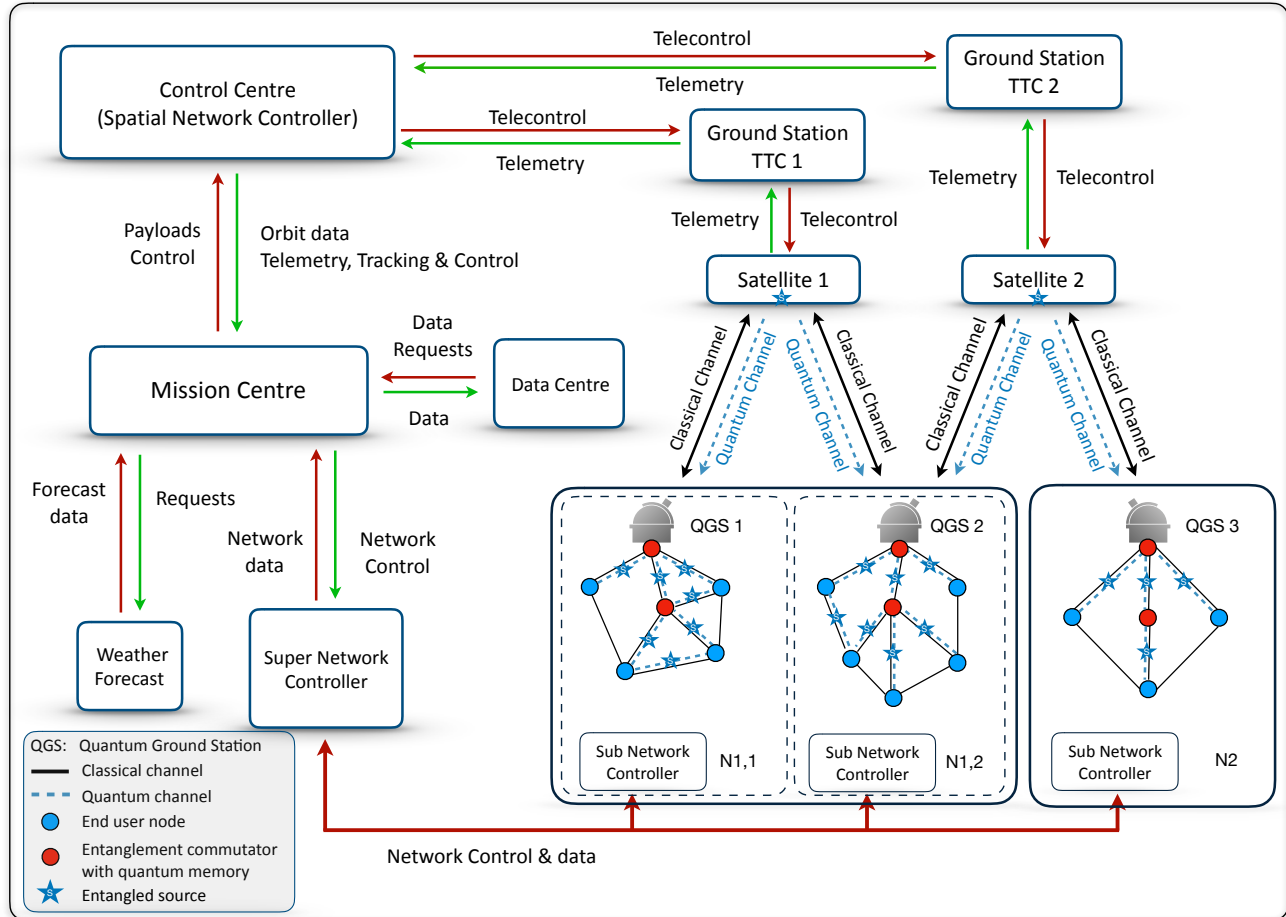 Telecontrol
Telemetry
Control Centre
(Spatial Network Controller)
Ground Station
TTC 2
Telecontrol
Telemetry
Ground Station
TTC 1
Telemetry
Telecontrol
Telemetry
Telecontrol
Payloads
Control
Orbit data
Telemetry, Tracking & Control
Satellite 1
S
Satellite 2
S
Classical Channel
Quantum Channel
Quantum Channel
Classical Channel
Classical Channel
Quantum Channel
Quantum Channel
Classical Channel
Mission Centre
Data
Requests
Data
Data Centre
Forecast
data
Requests
Network
data
Network
Control
Weather
Forecast
Super Network
Controller
QGS 1
S
S
S
S
S
S
S
Sub Network
Controller
N1,1
QGS 2
S
S
S
S
S
S
S
Sub Network
Controller
N1,2
QGS 3
S
S
S
S
Sub Network
Controller
N2
Network Control & data
QGS: Quantum Ground Station
Classical channel
Quantum channel
End user node
Entanglement commutator
with quantum memory
S
Entangled source